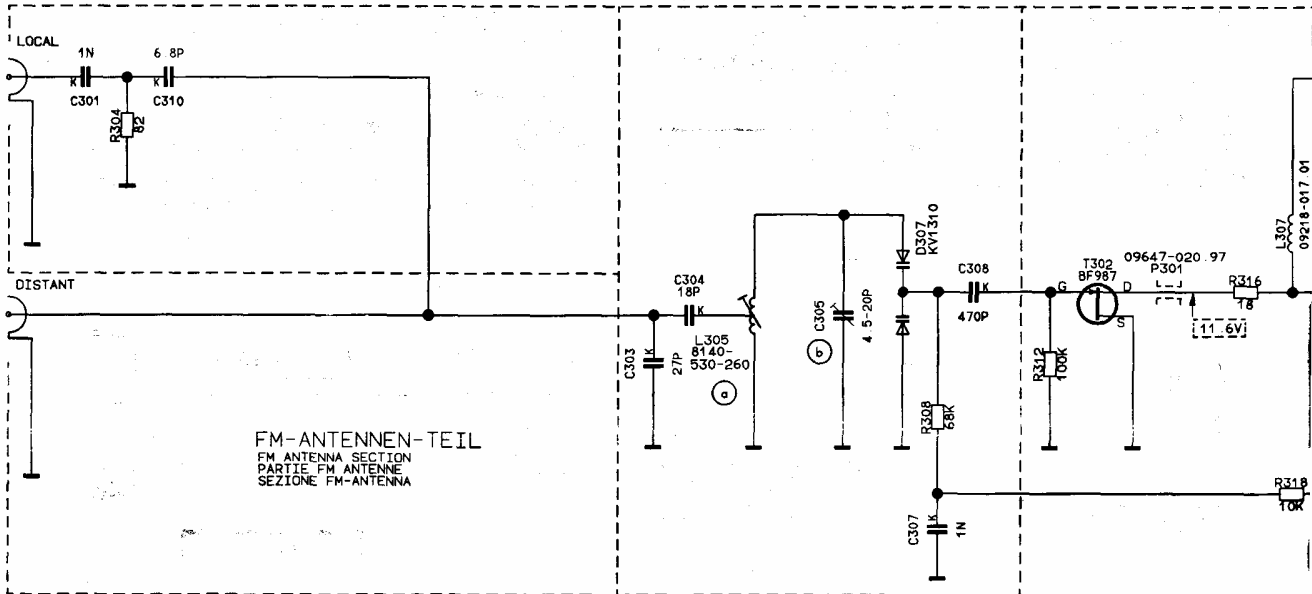 LOCAL
1N
K
C301
6.8P
K
C310
R304
82
DISTANT
FM-ANTENNEN-TEIL
FM ANTENNA SECTION
PARTIE FM ANTENNE
SEZIONE FM-ANTENNA
C303
K
27P
C304
18P
K
L305
8140-
530-260
a
C305
4.5-20P
b
D307
KV1310
C308
K
470P
R308
68K
C307
K
1N
T302
BF987
G
D
S
R312
100K
09647-020.97
P301
11.6V
R316
18
L307
09218-017.01
R318
10K